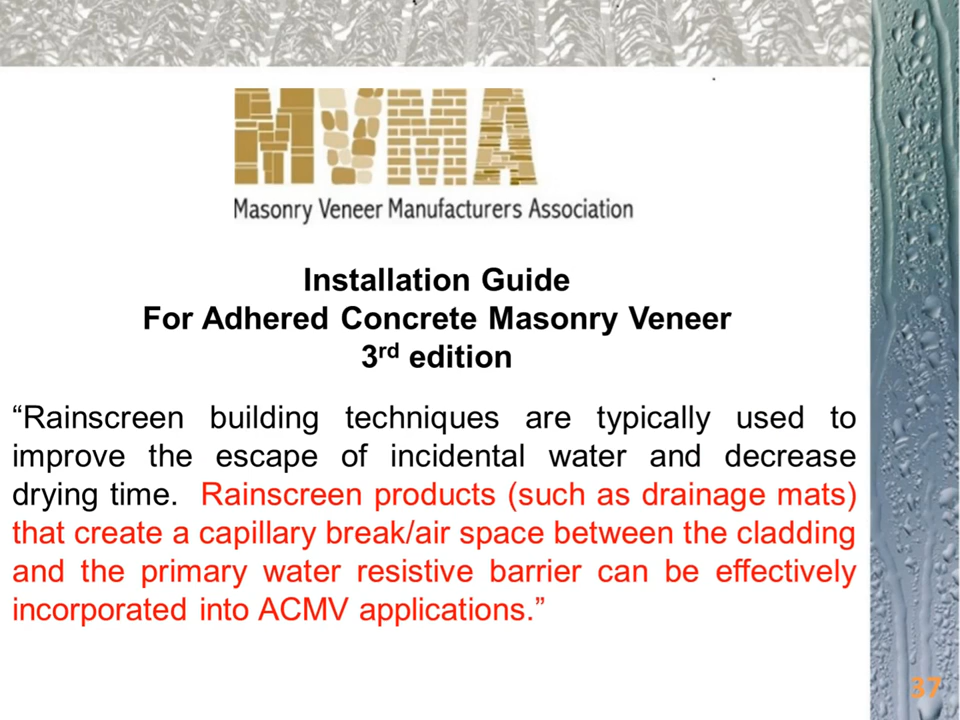 MVMA
Masonry Veneer Manufacturers Association
Installation Guide
For Adhered Concrete Masonry Veneer
3rd edition
“Rainscreen building techniques are typically used to
improve the escape of incidental water and decrease
drying time. Rainscreen products (such as drainage mats)
that create a capillary break/air space between the cladding
and the primary water resistive barrier can be effectively
incorporated into ACMV applications.”
37